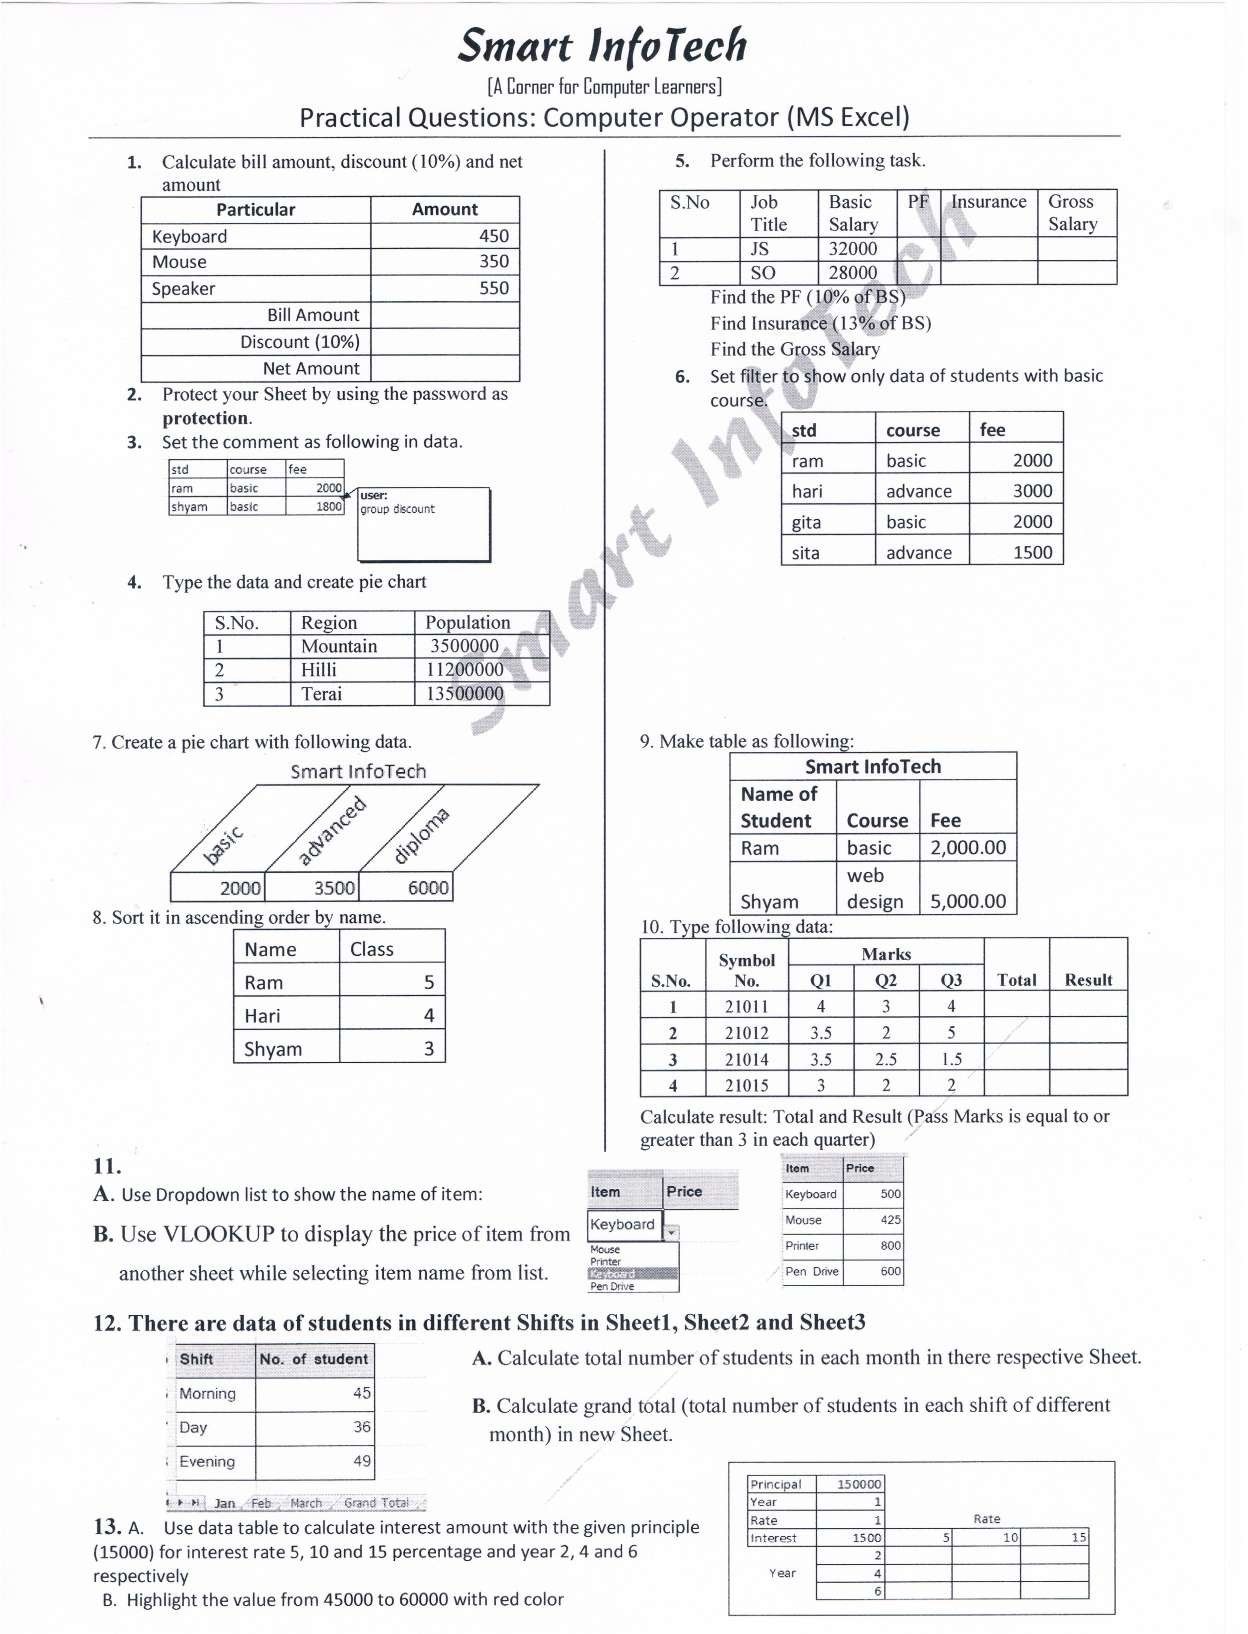 Smart InfoTech
[A Corner for Computer Learners]
Practical Questions: Computer Operator (MS Excel)
1. Calculate bill amount, discount (10%) and net
amount
Particular Amount
Keyboard 450
Mouse 350
Speaker 550
Bill Amount
Discount (10%)
Net Amount
2. Protect your Sheet by using the password as
protection.
3. Set the comment as following in data.
std course fee
ram basic 2000
shyam basic 1800
user:
group discount
4. Type the data and create pie chart
S.No. Region Population
1 Mountain 3500000
2 Hilli 11200000
3 Terai 13500000
5. Perform the following task.
S.No Job Title Basic Salary PF Insurance Gross Salary
1 JS 32000
2 SO 28000
Find the PF (10% of BS)
Find Insurance (13% of BS)
Find the Gross Salary
6. Set filter to show only data of students with basic
course.
std course fee
ram basic 2000
hari advance 3000
gita basic 2000
sita advance 1500
Smart InfoTech
7. Create a pie chart with following data.
Smart InfoTech
basic advanced diploma
2000 3500 6000
8. Sort it in ascending order by name.
Name Class
Ram 5
Hari 4
Shyam 3
9. Make table as following:
Smart InfoTech
Name of
Student Course Fee
Ram basic 2,000.00
web
Shyam design 5,000.00
10. Type following data:
Marks
Symbol
S.No. No. Q1 Q2 Q3 Total Result
1 21011 4 3 4
2 21012 3.5 2 5
3 21014 3.5 2.5 1.5
4 21015 3 2 2
Calculate result: Total and Result (Pass Marks is equal to or
greater than 3 in each quarter)
11.
A. Use Dropdown list to show the name of item:
B. Use VLOOKUP to display the price of item from
another sheet while selecting item name from list.
Item Price
Keyboard
Mouse
Printer
Keyboard
Pen Drive
Item Price
Keyboard 500
Mouse 425
Printer 800
Pen Drive 600
12. There are data of students in different Shifts in Sheet1, Sheet2 and Sheet3
Shift No. of student
Morning 45
Day 36
Evening 49
Jan Feb March Grand Total
A. Calculate total number of students in each month in there respective Sheet.
B. Calculate grand total (total number of students in each shift of different
month) in new Sheet.
13. A. Use data table to calculate interest amount with the given principle
(15000) for interest rate 5, 10 and 15 percentage and year 2, 4 and 6
respectively
B. Highlight the value from 45000 to 60000 with red color
Principal 150000
Year 1
Rate 1 Rate
Interest 1500 5 10 15
2
Year 4
6